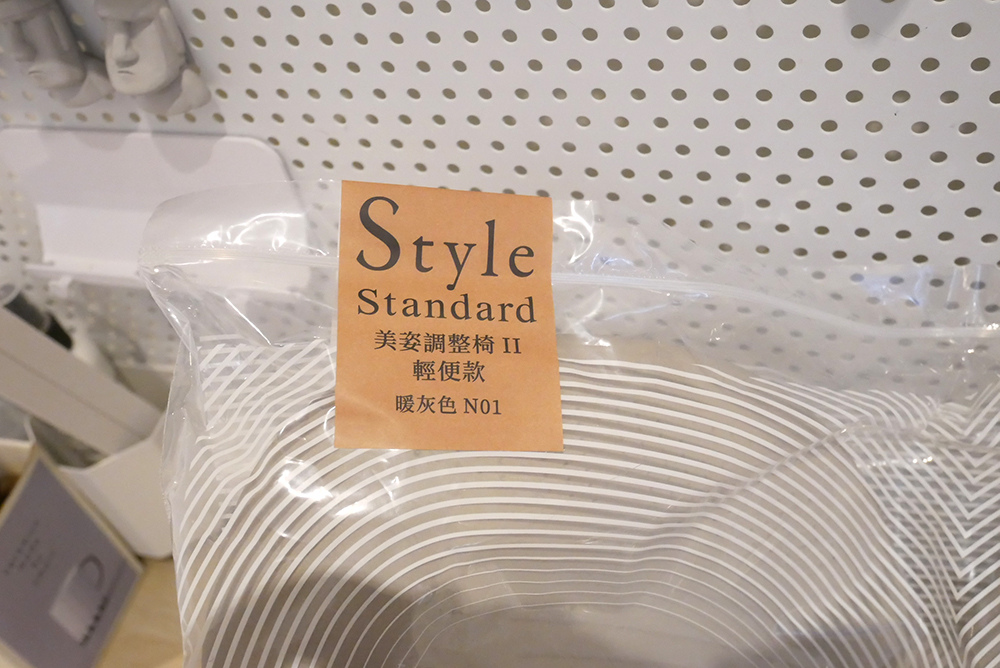 Style
Standard
美姿調整椅 II
輕便款
暖灰色 N01